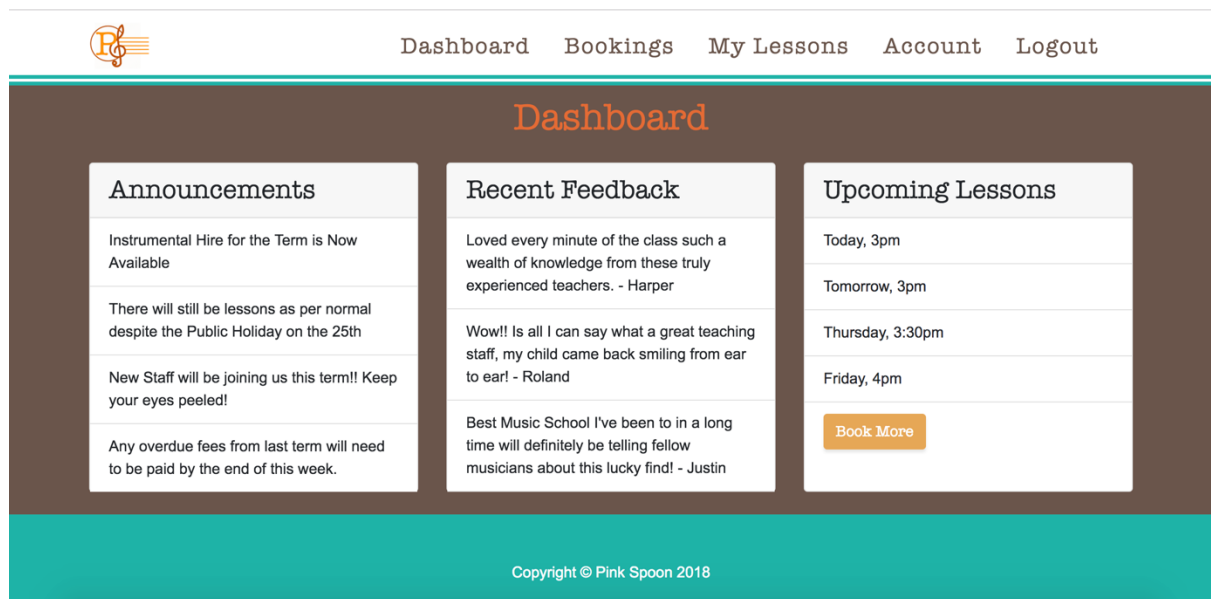 Dashboard Bookings My Lessons Account Logout
Dashboard
Announcements
Instrumental Hire for the Term is Now
Available
There will still be lessons as per normal
despite the Public Holiday on the 25th
New Staff will be joining us this term!! Keep
your eyes peeled!
Any overdue fees from last term will need
to be paid by the end of this week.
Recent Feedback
Loved every minute of the class such a
wealth of knowledge from these truly
experienced teachers. - Harper
Wow!! Is all I can say what a great teaching
staff, my child came back smiling from ear
to ear! - Roland
Best Music School I've been to in a long
time will definitely be telling fellow
musicians about this lucky find! - Justin
Upcoming Lessons
Today, 3pm
Tomorrow, 3pm
Thursday, 3:30pm
Friday, 4pm
Book More
Copyright © Pink Spoon 2018